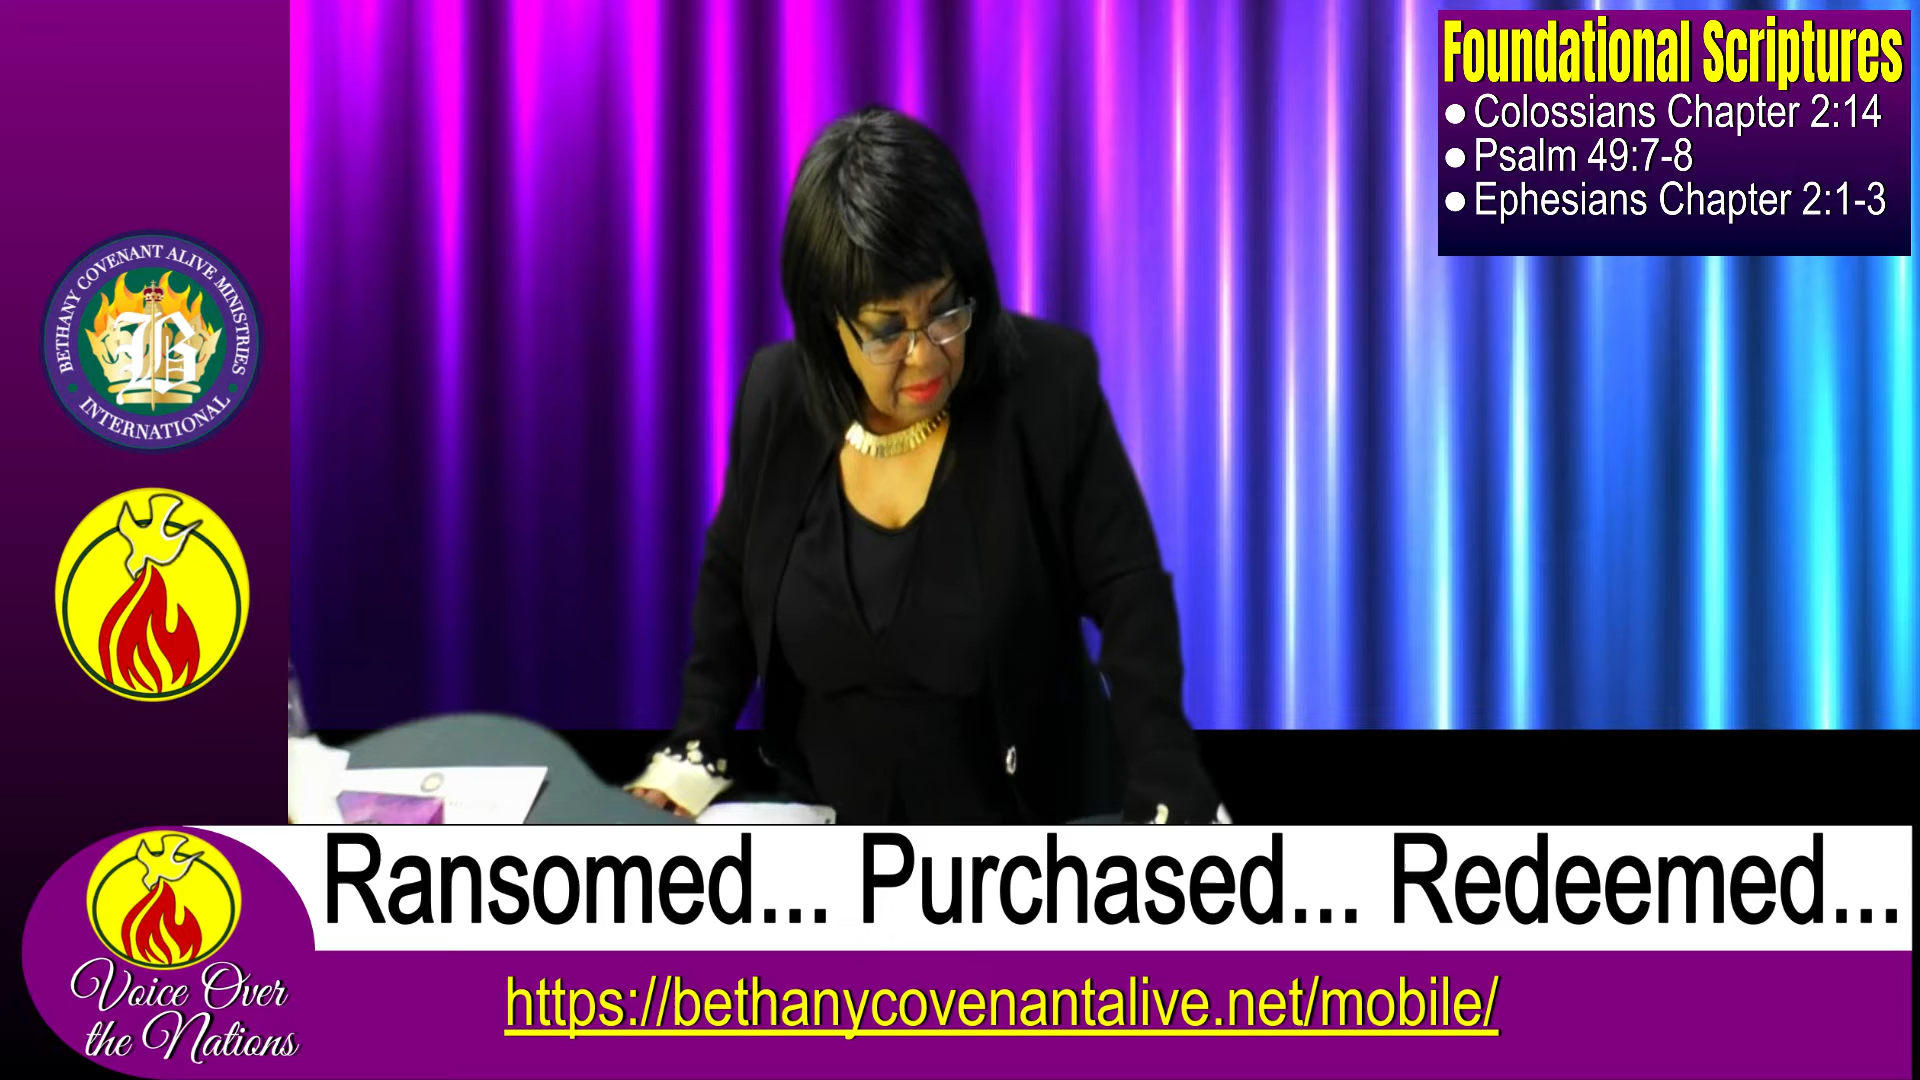 Foundational Scriptures
● Colossians Chapter 2:14
● Psalm 49:7-8
● Ephesians Chapter 2:1-3
BETHANY COVENANT ALIVE MINISTRIES
INTERNATIONAL
B
Ransomed... Purchased... Redeemed...
Voice Over
the Nations
https://bethanycovenantalive.net/mobile/